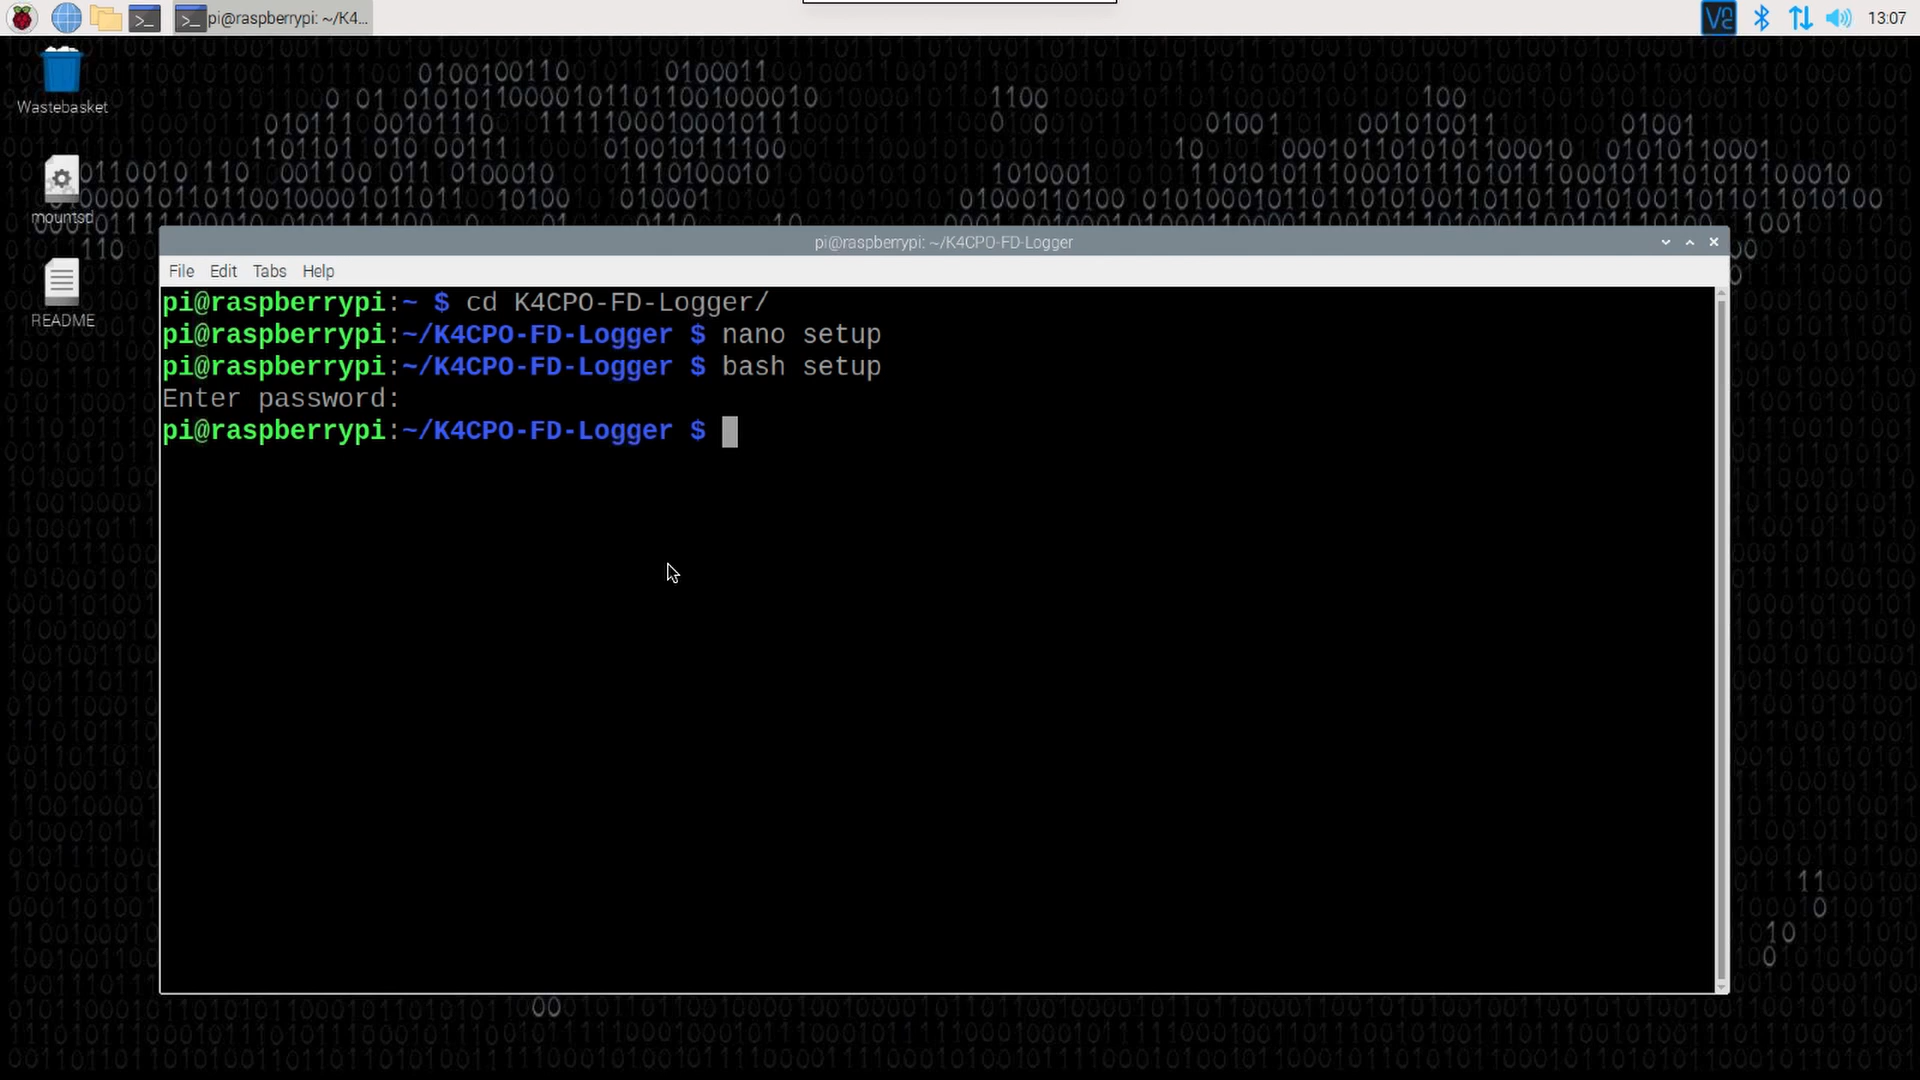 pi@raspberrypi: ~/K4...
13:07
Wastebasket
mountsd
README
pi@raspberrypi: ~/K4CPO-FD-Logger
File Edit Tabs Help
pi@raspberrypi:~ $ cd K4CPO-FD-Logger/
pi@raspberrypi:~/K4CPO-FD-Logger $ nano setup
pi@raspberrypi:~/K4CPO-FD-Logger $ bash setup
Enter password:
pi@raspberrypi:~/K4CPO-FD-Logger $